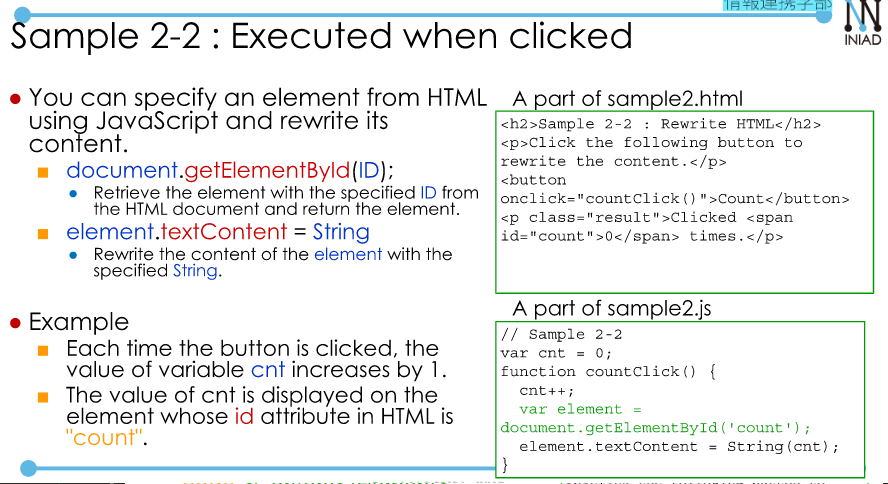 情報連携学部
INIAD
Sample 2-2 : Executed when clicked
You can specify an element from HTML
using JavaScript and rewrite its
content.
document.getElementById(ID);
Retrieve the element with the specified ID from
the HTML document and return the element.
element.textContent = String
Rewrite the content of the element with the
specified String.
Example
Each time the button is clicked, the
value of variable cnt increases by 1.
The value of cnt is displayed on the
element whose id attribute in HTML is
"count".
A part of sample2.html
<h2>Sample 2-2 : Rewrite HTML</h2>
<p>Click the following button to
rewrite the content.</p>
<button
onclick="countClick()">Count</button>
<p class="result">Clicked <span
id="count">0</span> times.</p>
A part of sample2.js
// Sample 2-2
var cnt = 0;
function countClick() {
cnt++;
var element =
document.getElementById('count');
element.textContent = String(cnt);
}